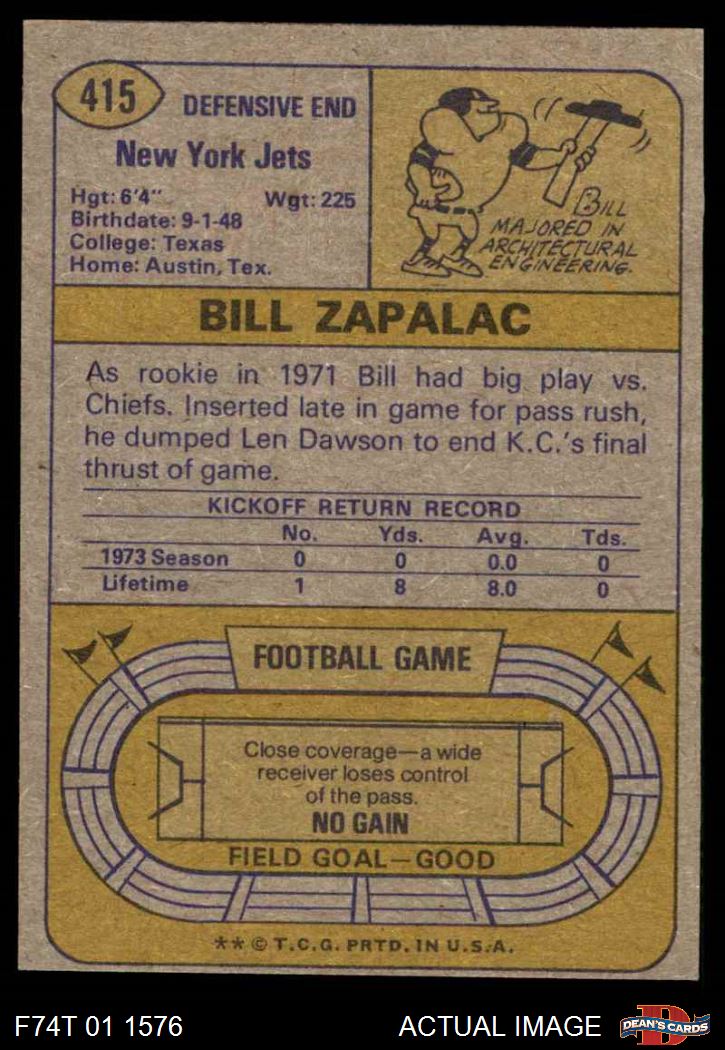 415
DEFENSIVE END
New York Jets
Hgt: 6'4" Wgt: 225
Birthdate: 9-1-48
College: Texas
Home: Austin, Tex.
BILL
MAJORED IN
ARCHITECTURAL
ENGINEERING.
BILL ZAPALAC
As rookie in 1971 Bill had big play vs.
Chiefs. Inserted late in game for pass rush,
he dumped Len Dawson to end K.C.'s final
thrust of game.
KICKOFF RETURN RECORD
No. Yds. Avg. Tds.
1973 Season 0 0 0.0 0
Lifetime 1 8 8.0 0
FOOTBALL GAME
Close coverage—a wide
receiver loses control
of the pass.
NO GAIN
FIELD GOAL—GOOD
** © T.C.G. PRTD. IN U.S.A.
F74T 01 1576 ACTUAL IMAGE D DEAN'S CARDS